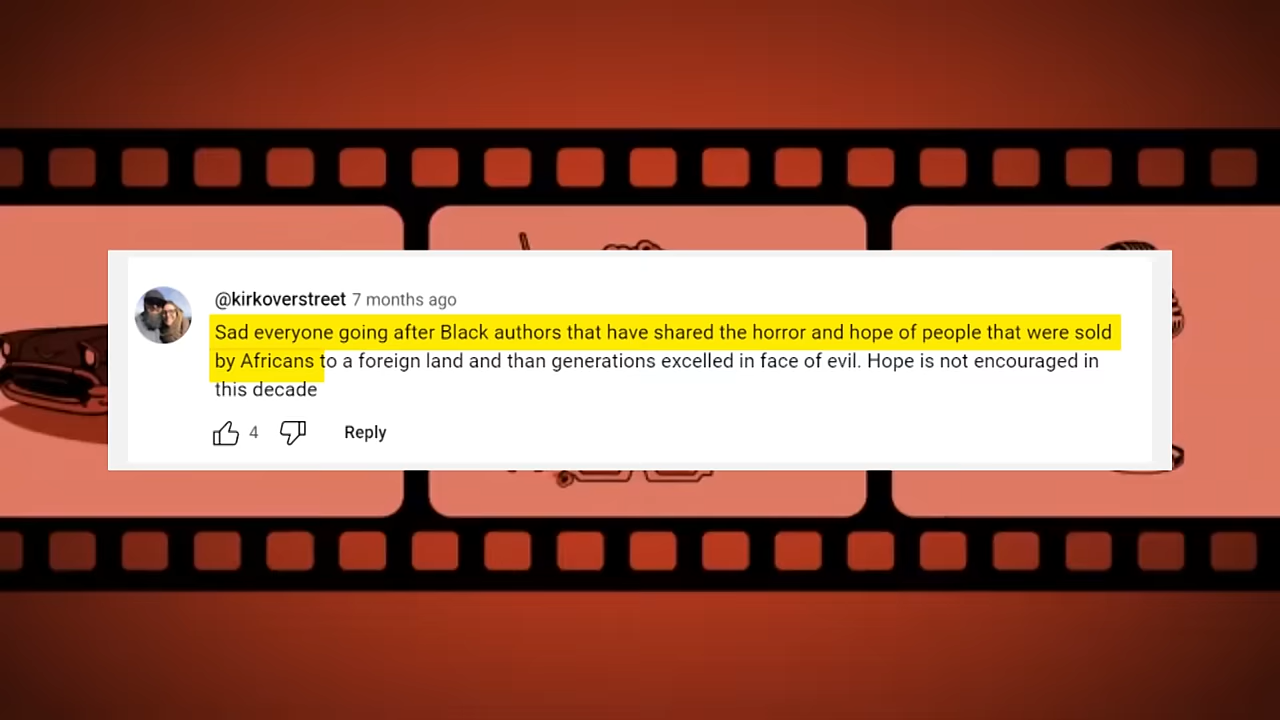 @kirkoverstreet 7 months ago
Sad everyone going after Black authors that have shared the horror and hope of people that were sold
by Africans to a foreign land and than generations excelled in face of evil. Hope is not encouraged in
this decade
4 Reply